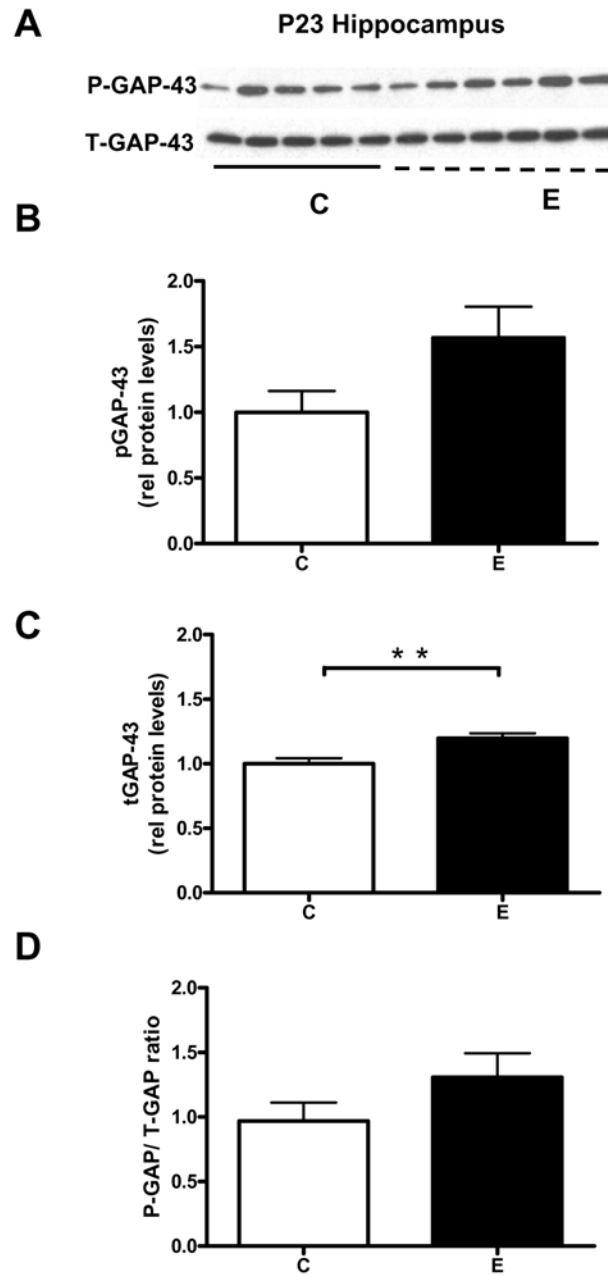 A
P23 Hippocampus
P-GAP-43
T-GAP-43
C
E
B
pGAP-43
(rel protein levels)
2.0
1.5
1.0
0.5
0.0
C
E
C
tGAP-43
(rel protein levels)
2.0
1.5
1.0
0.5
0.0
* *
C
E
D
P-GAP/ T-GAP ratio
2.0
1.5
1.0
0.5
0.0
C
E